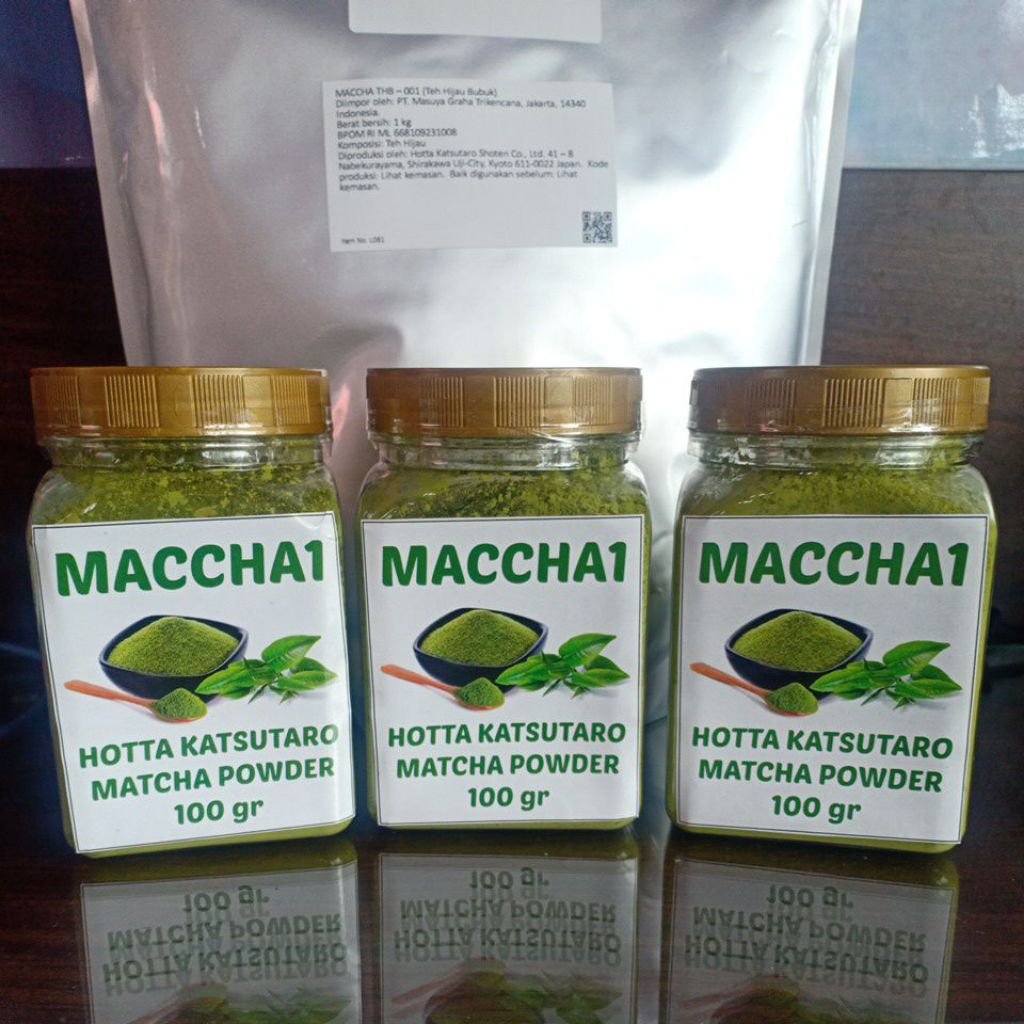 MACCHA THB – 001 (Teh Hijau Bubuk)
Diimpor oleh: PT. Masuya Graha Trikencana, Jakarta, 14340
Indonesia.
Berat bersih: 1 kg
BPOM RI ML 668109231008
Komposisi: Teh Hijau
Diproduksi oleh: Hotta Katsutaro Shoten Co., Ltd. 41 – 8
Nabekurayama, Shirakawa Uji-City, Kyoto 611-0022 Japan. Kode
produksi: Lihat kemasan. Baik digunakan sebelum: Lihat
kemasan.
Item No. L081
MACCHA1
HOTTA KATSUTARO
MATCHA POWDER
100 gr
MACCHA1
HOTTA KATSUTARO
MATCHA POWDER
100 gr
MACCHA1
HOTTA KATSUTARO
MATCHA POWDER
100 gr